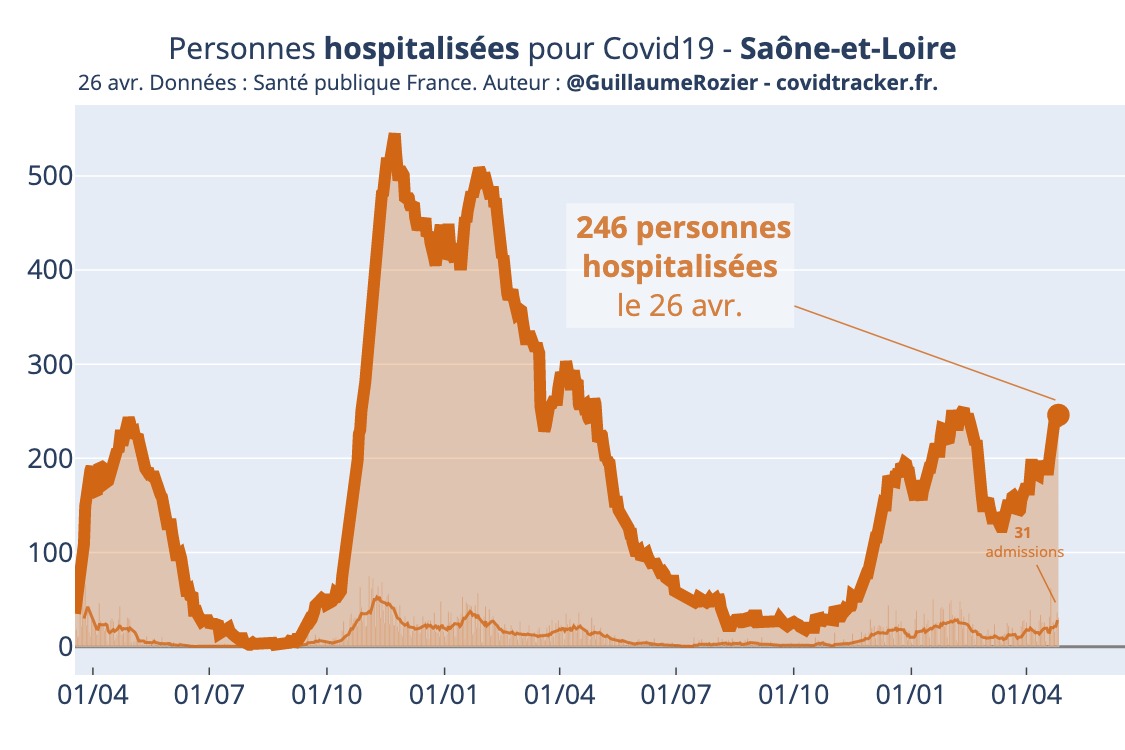 Personnes hospitalisées pour Covid19 - Saône-et-Loire
26 avr. Données : Santé publique France. Auteur : @GuillaumeRozier - covidtracker.fr.
500
400
300
200
100
0
246 personnes
hospitalisées
le 26 avr.
31
admissions
01/04
01/07
01/10
01/01
01/04
01/07
01/10
01/01
01/04